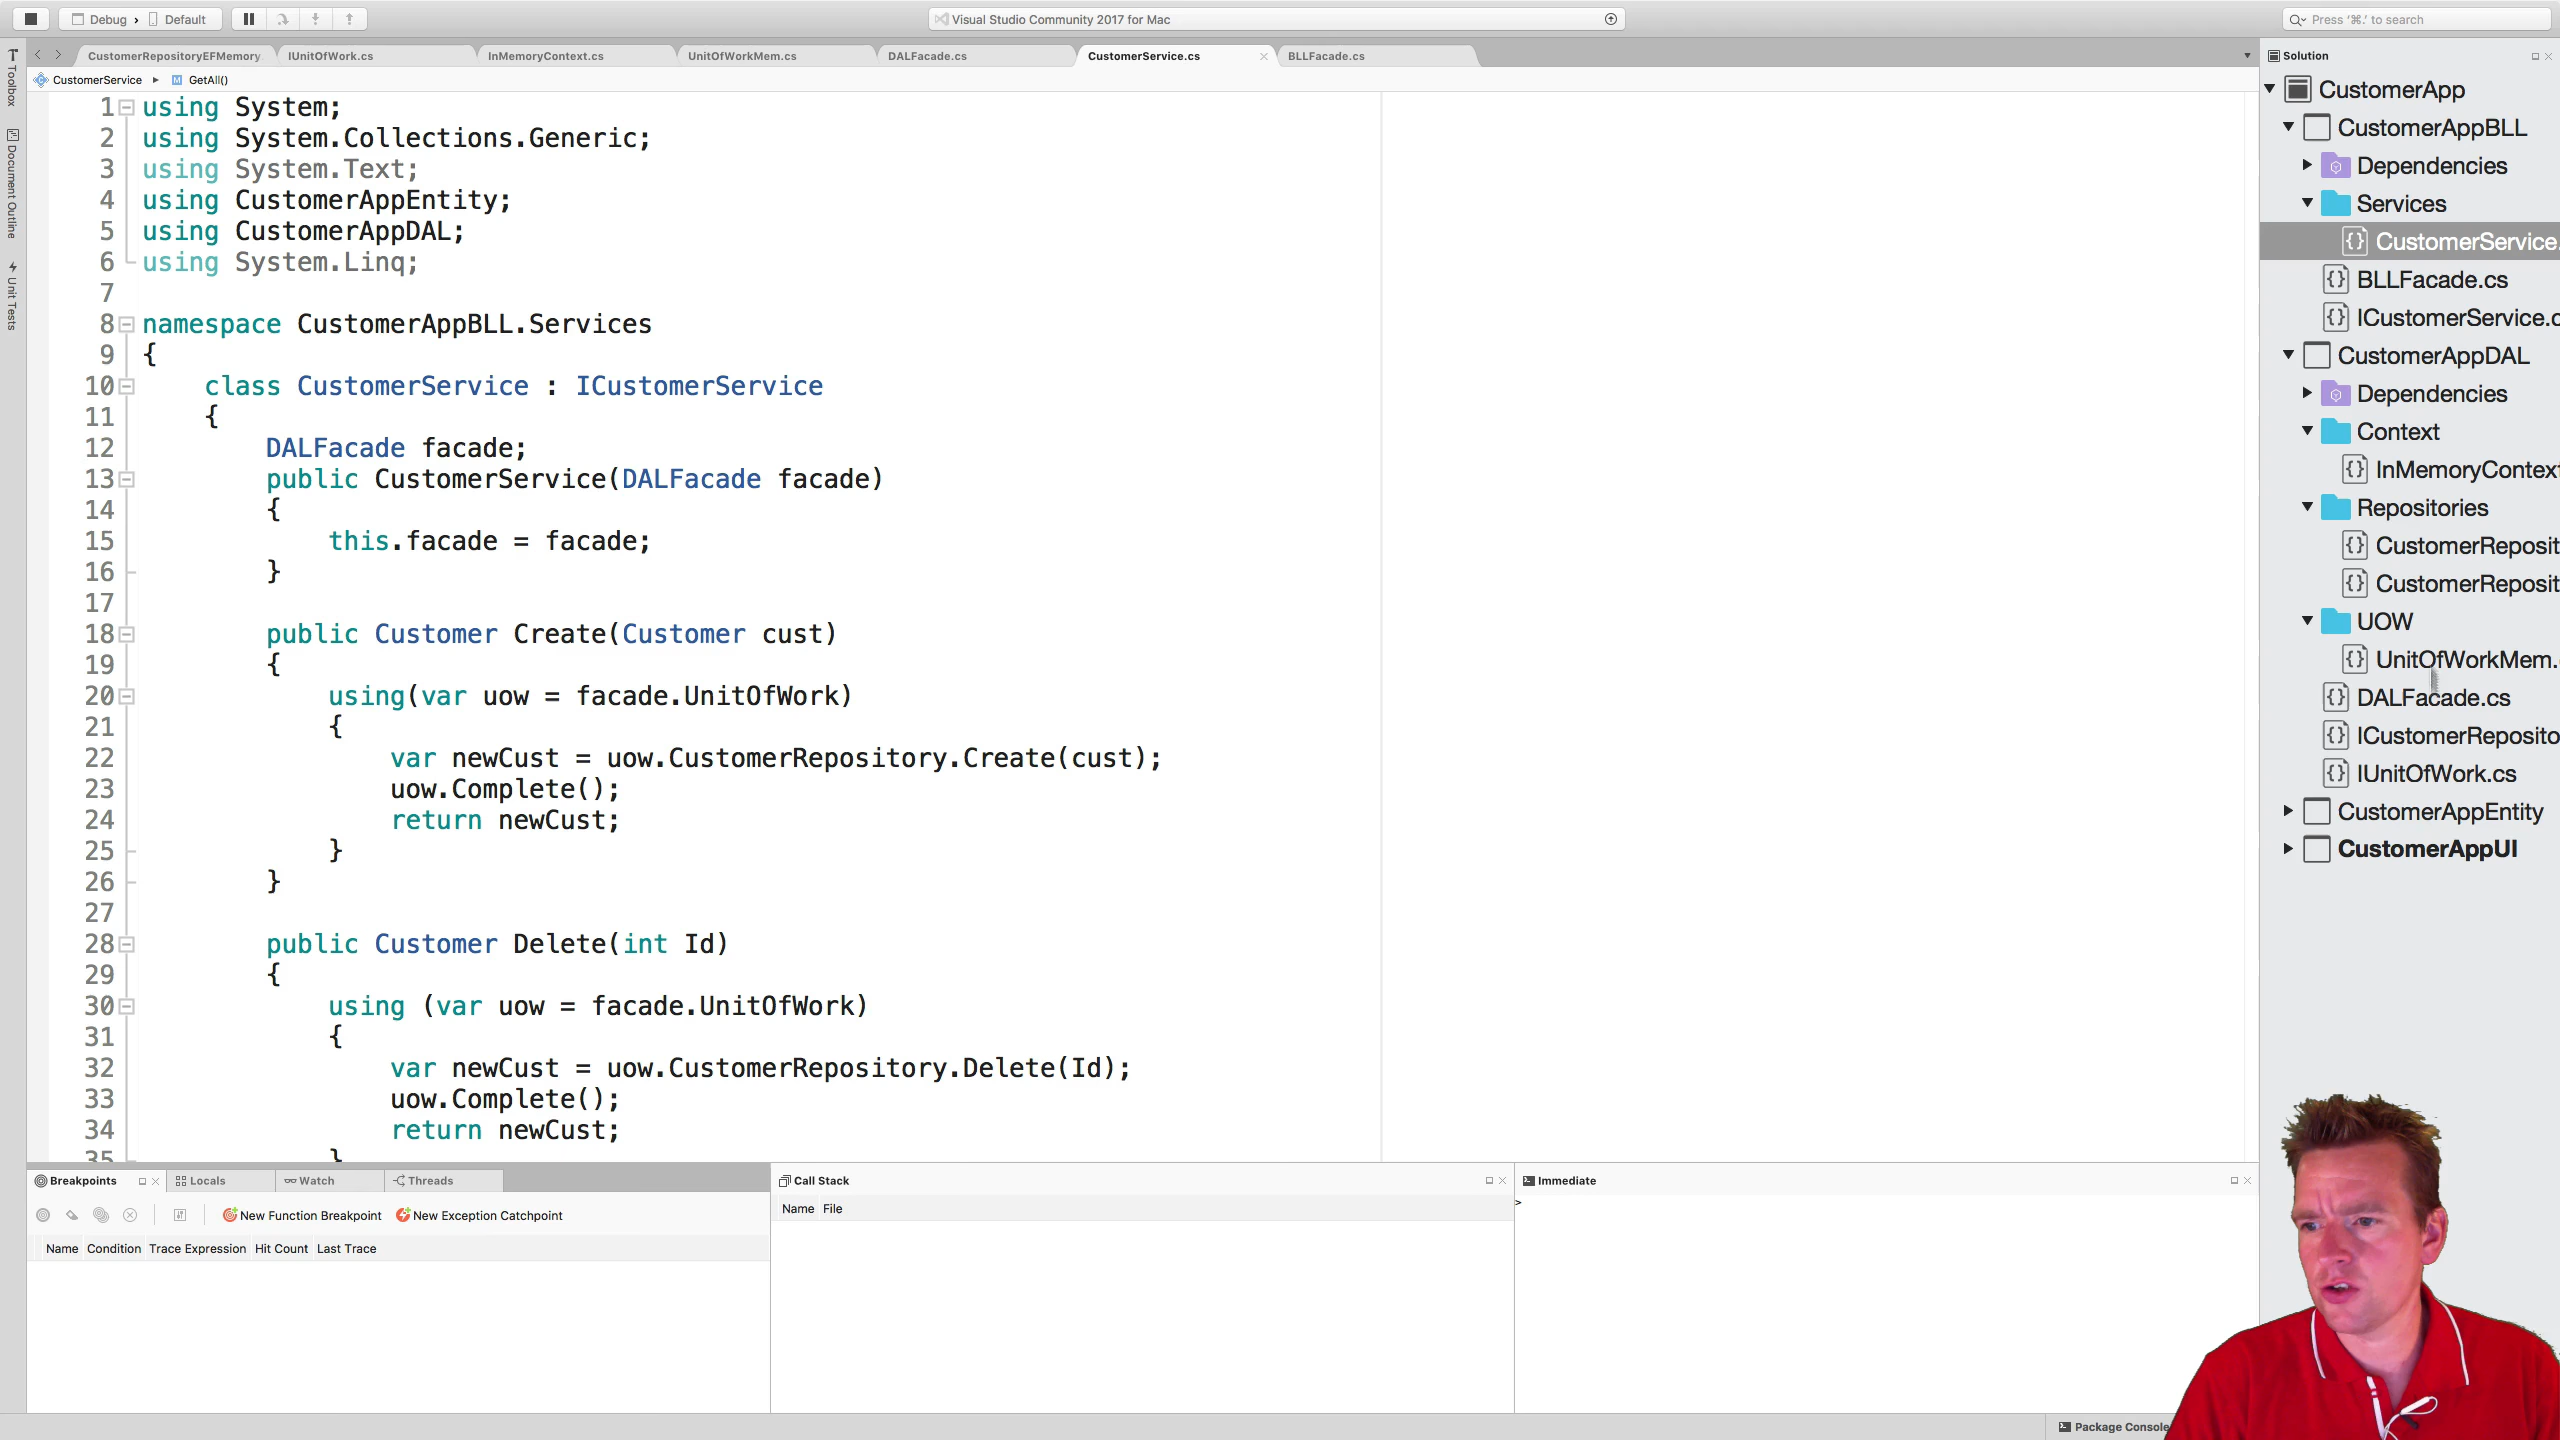 Debug › Default
Visual Studio Community 2017 for Mac
Press '⌘.' to search
CustomerRepositoryEFMemory
IUnitOfWork.cs
InMemoryContext.cs
UnitOfWorkMem.cs
DALFacade.cs
CustomerService.cs
BLLFacade.cs
CustomerService
GetAll()
Toolbox
Document Outline
Unit Tests
1 using System;
2 using System.Collections.Generic;
3 using System.Text;
4 using CustomerAppEntity;
5 using CustomerAppDAL;
6 using System.Linq;
7
8 namespace CustomerAppBLL.Services
9 {
10 class CustomerService : ICustomerService
11 {
12 DALFacade facade;
13 public CustomerService(DALFacade facade)
14 {
15 this.facade = facade;
16 }
17
18 public Customer Create(Customer cust)
19 {
20 using(var uow = facade.UnitOfWork)
21 {
22 var newCust = uow.CustomerRepository.Create(cust);
23 uow.Complete();
24 return newCust;
25 }
26 }
27
28 public Customer Delete(int Id)
29 {
30 using (var uow = facade.UnitOfWork)
31 {
32 var newCust = uow.CustomerRepository.Delete(Id);
33 uow.Complete();
34 return newCust;
35 }
Solution
CustomerApp
CustomerAppBLL
Dependencies
Services
CustomerService.
BLLFacade.cs
ICustomerService.c
CustomerAppDAL
Dependencies
Context
InMemoryContext
Repositories
CustomerReposit
CustomerReposit
UOW
UnitOfWorkMem.
DALFacade.cs
ICustomerReposito
IUnitOfWork.cs
CustomerAppEntity
CustomerAppUI
Breakpoints
Locals
Watch
Threads
New Function Breakpoint
New Exception Catchpoint
Name Condition Trace Expression Hit Count Last Trace
Call Stack
Name File
Immediate
>
Package Console